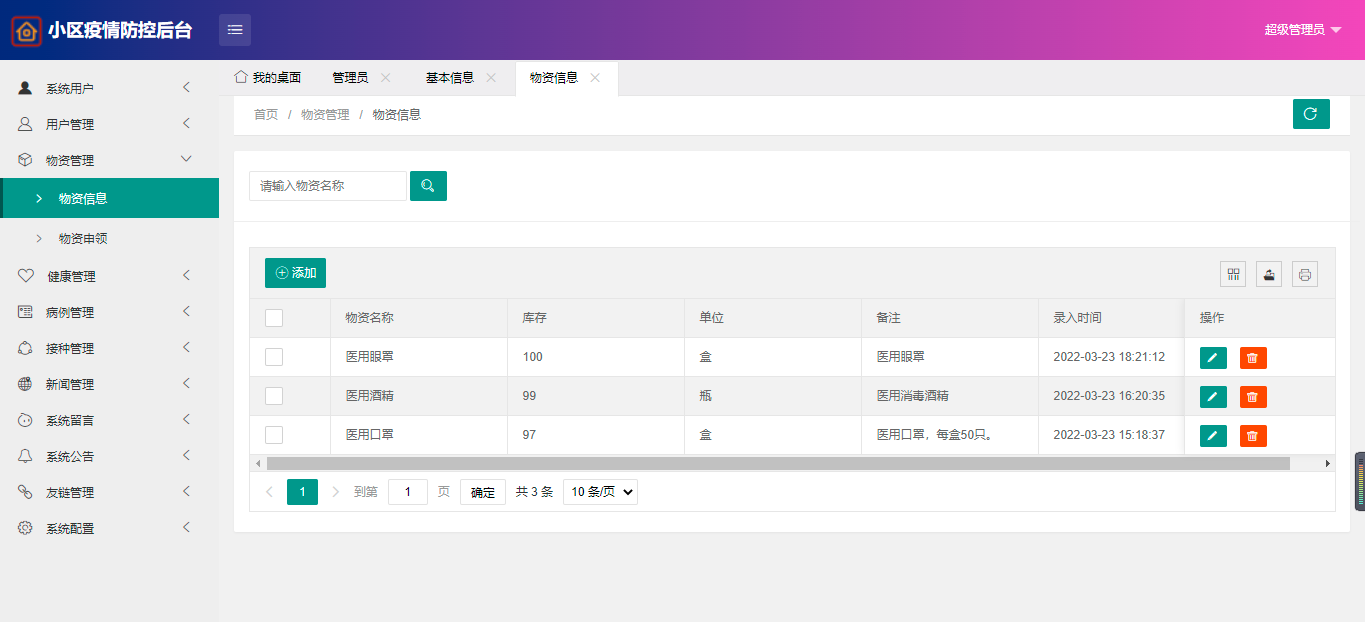 小区疫情防控后台
超级管理员
系统用户
用户管理
物资管理
物资信息
物资申领
健康管理
病例管理
接种管理
新闻管理
系统留言
系统公告
友链管理
系统配置
我的桌面 管理员 基本信息 物资信息
首页 / 物资管理 / 物资信息
请输入物资名称
添加
物资名称 库存 单位 备注 录入时间 操作
医用眼罩 100 盒 医用眼罩 2022-03-23 18:21:12
医用酒精 99 瓶 医用消毒酒精 2022-03-23 16:20:35
医用口罩 97 盒 医用口罩，每盒50只。 2022-03-23 15:18:37
1 到第 1 页 确定 共 3 条 10 条/页